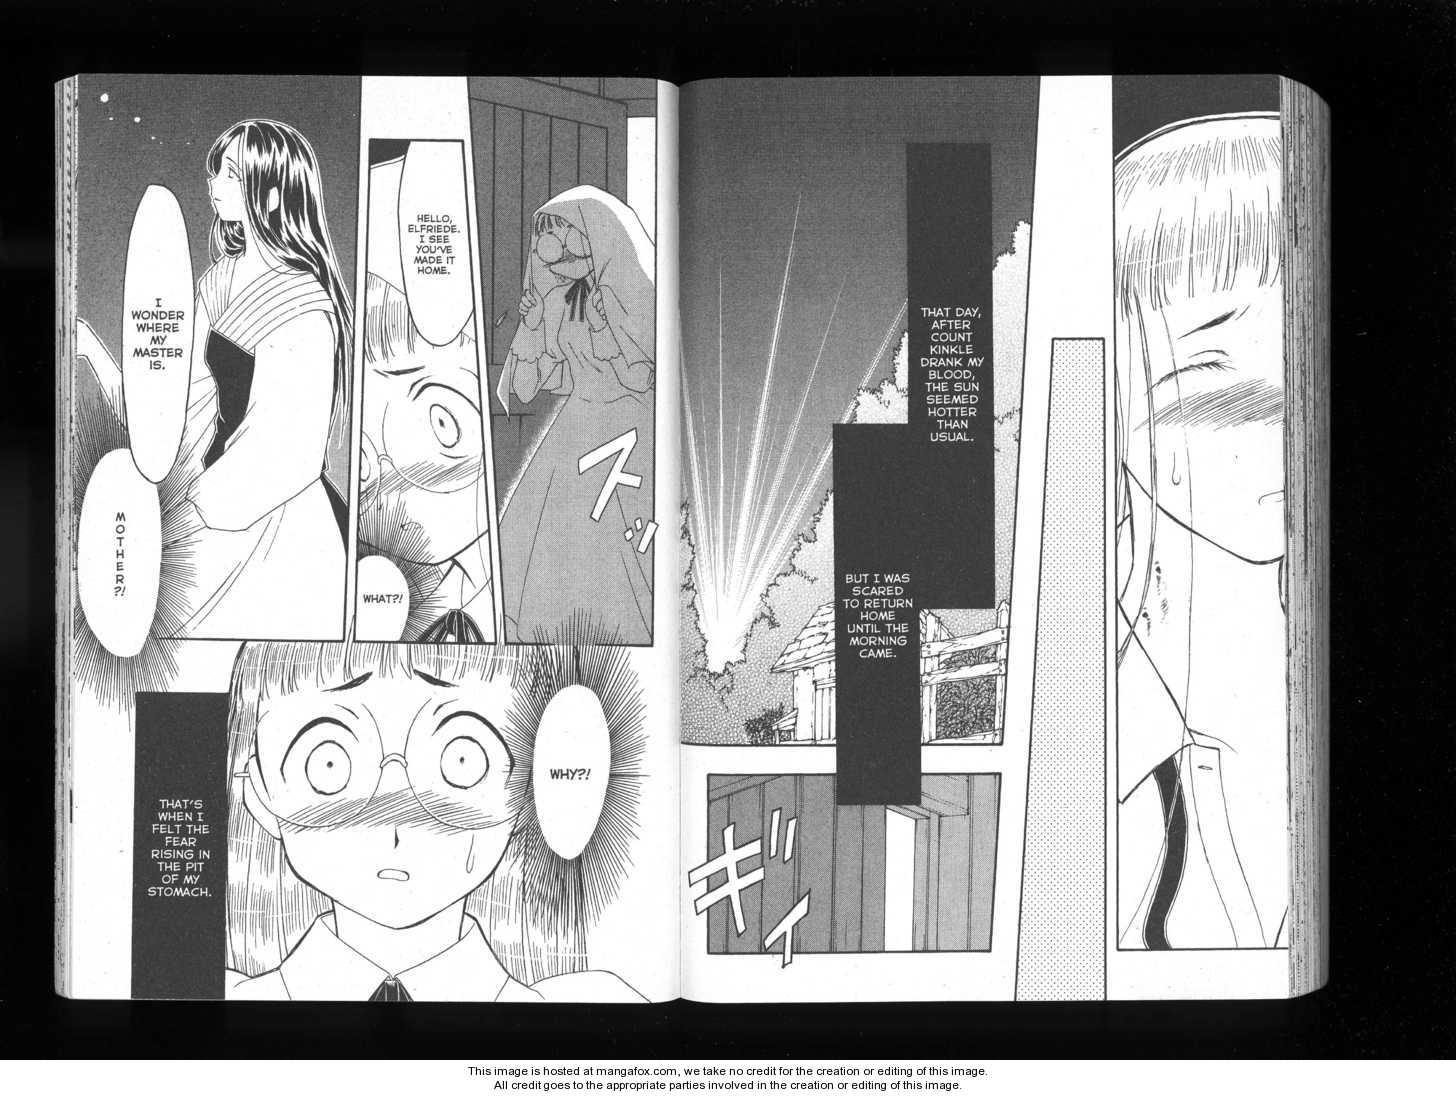 THAT DAY,
AFTER
COUNT
KINKLE
DRANK MY
BLOOD,
THE SUN
SEEMED
HOTTER
THAN
USUAL.
BUT I WAS
SCARED
TO RETURN
HOME
UNTIL THE
MORNING
CAME.
ギィッ
スッ
HELLO,
ELFRIEDE.
I SEE
YOU'VE
MADE IT
HOME.
WHAT?!
I
WONDER
WHERE
MY
MASTER
IS.
MOTHER?!
WHY?!
THAT'S
WHEN I
FELT THE
FEAR
RISING IN
THE PIT
OF MY
STOMACH.
This image is hosted at mangafox.com, we take no credit for the creation or editing of this image.
All credit goes to the appropriate parties involved in the creation or editing of this image.